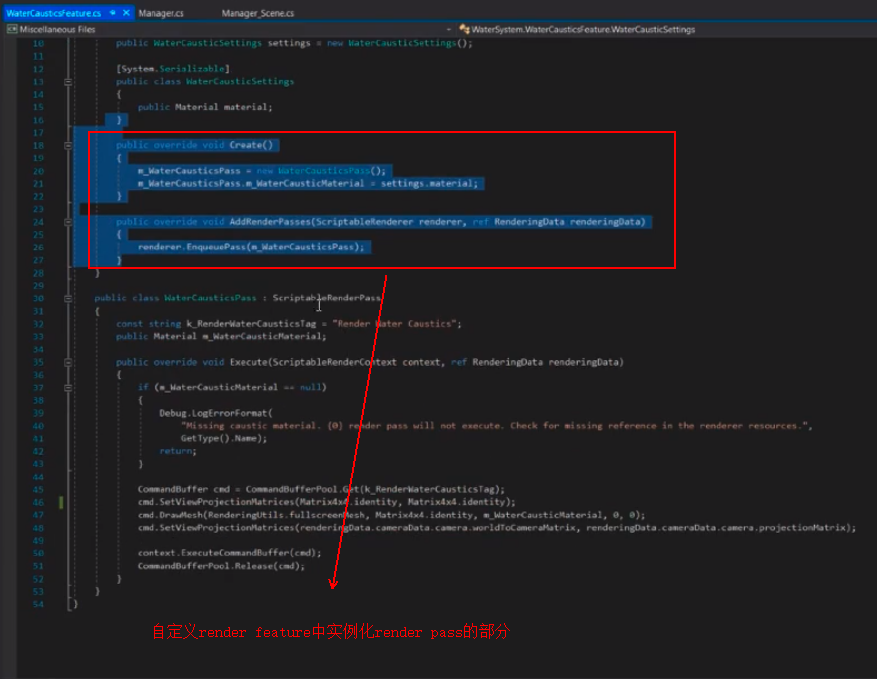 WaterCausticsFeature.cs Manager.cs Manager_Scene.cs
Miscellaneous Files WaterSystem.WaterCausticsFeature.WaterCausticSettings
10 public WaterCausticSettings settings = new WaterCausticSettings();
11
12 [System.Serializable]
13 public class WaterCausticSettings
14 {
15 public Material material;
16 }
17
18 public override void Create()
19 {
20 m_WaterCausticsPass = new WaterCausticsPass();
21 m_WaterCausticsPass.m_WaterCausticMaterial = settings.material;
22 }
23
24 public override void AddRenderPasses(ScriptableRenderer renderer, ref RenderingData renderingData)
25 {
26 renderer.EnqueuePass(m_WaterCausticsPass);
27 }
28 }
29
30 public class WaterCausticsPass : ScriptableRenderPass
31 {
32 const string k_RenderWaterCausticsTag = "Render Water Caustics";
33 public Material m_WaterCausticMaterial;
34
35 public override void Execute(ScriptableRenderContext context, ref RenderingData renderingData)
36 {
37 if (m_WaterCausticMaterial == null)
38 {
39 Debug.LogErrorFormat(
40 "Missing caustic material. {0} render pass will not execute. Check for missing reference in the renderer resources.",
41 GetType().Name);
42 return;
43 }
44
45 CommandBuffer cmd = CommandBufferPool.Get(k_RenderWaterCausticsTag);
46 cmd.SetViewProjectionMatrices(Matrix4x4.identity, Matrix4x4.identity);
47 cmd.DrawMesh(RenderingUtils.fullscreenMesh, Matrix4x4.identity, m_WaterCausticMaterial, 0, 0);
48 cmd.SetViewProjectionMatrices(renderingData.cameraData.camera.worldToCameraMatrix, renderingData.cameraData.camera.projectionMatrix);
49
50 context.ExecuteCommandBuffer(cmd);
51 CommandBufferPool.Release(cmd);
52 }
53 }
54 }
自定义render feature中实例化render pass的部分